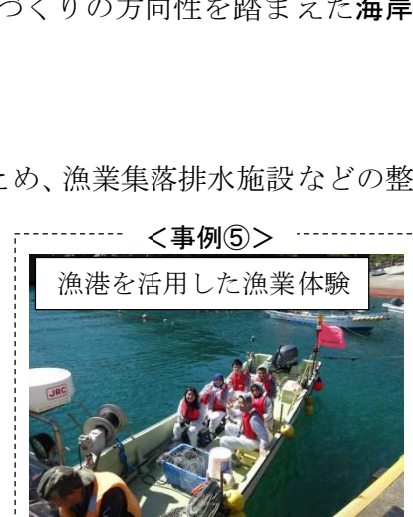 づくりの方向性を踏まえた海岸
とめ、漁業集落排水施設などの整
＜事例⑤＞
漁港を活用した漁業体験
JRC